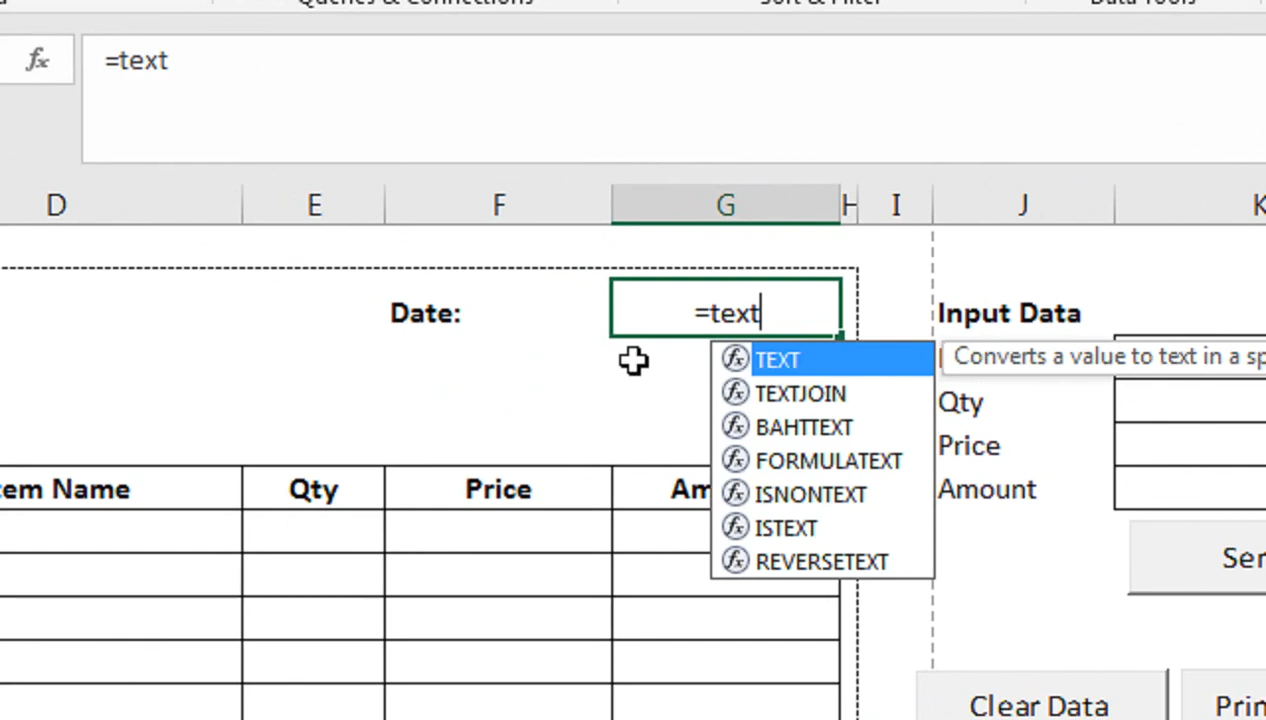 Queries & Connections
Sort & Filter
Data Tools
fx
=text
D E F G H I J K
Date:
=text
Input Data
TEXT
Converts a value to text in a sp
TEXTJOIN
Qty
BAHTTEXT
Price
FORMULATEXT
tem Name
Qty
Price
Am
ISNONTEXT
Amount
ISTEXT
REVERSETEXT
Ser
Clear Data
Prin